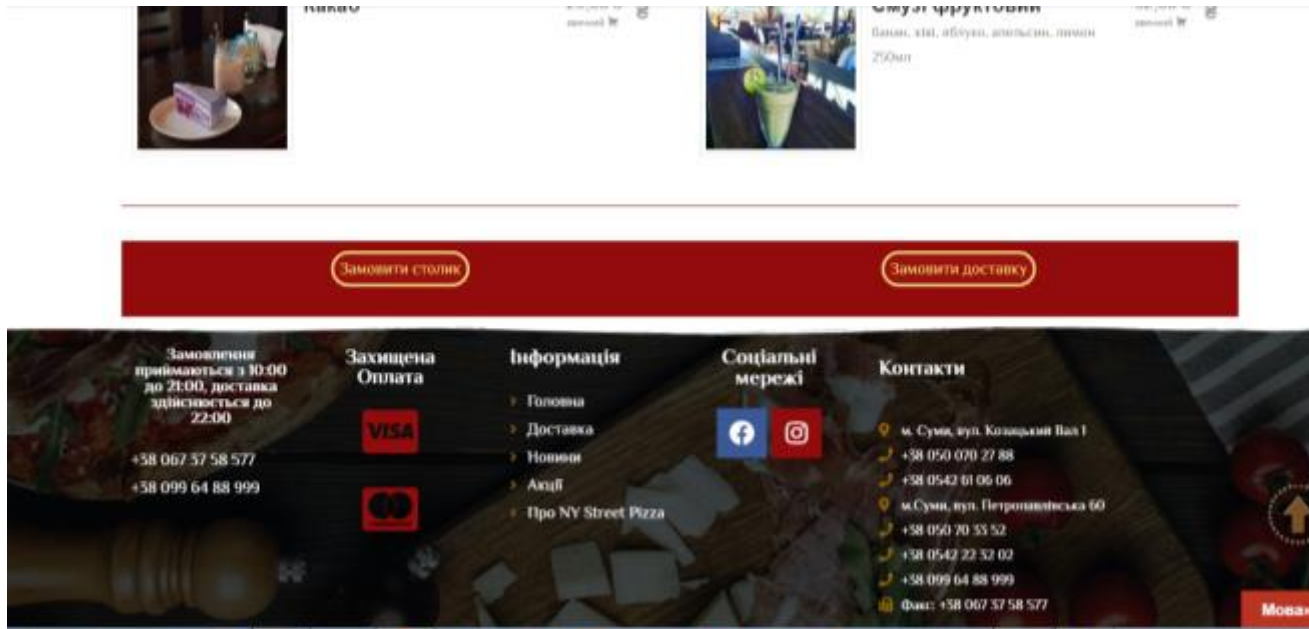 Какао
Смузі фруктовий
банан, ківі, яблуко, апельсин, лимон
250мл
Замовити столик
Замовити доставку
Замовлення
приймаються з 10:00
до 21:00, доставка
здійснюється до
22:00
+38 067 37 58 577
+38 099 64 88 999
Захищена
Оплата
VISA
Інформація
Головна
Доставка
Новини
Акції
Про NY Street Pizza
Соціальні
мережі
Контакти
м. Суми, вул. Козацький Вал 1
+38 050 070 27 88
+38 0542 61 06 06
м.Суми, вул. Петропавлівська 60
+38 050 70 33 52
+38 0542 22 32 02
+38 099 64 88 999
Факс: +38 067 37 58 577
Мова